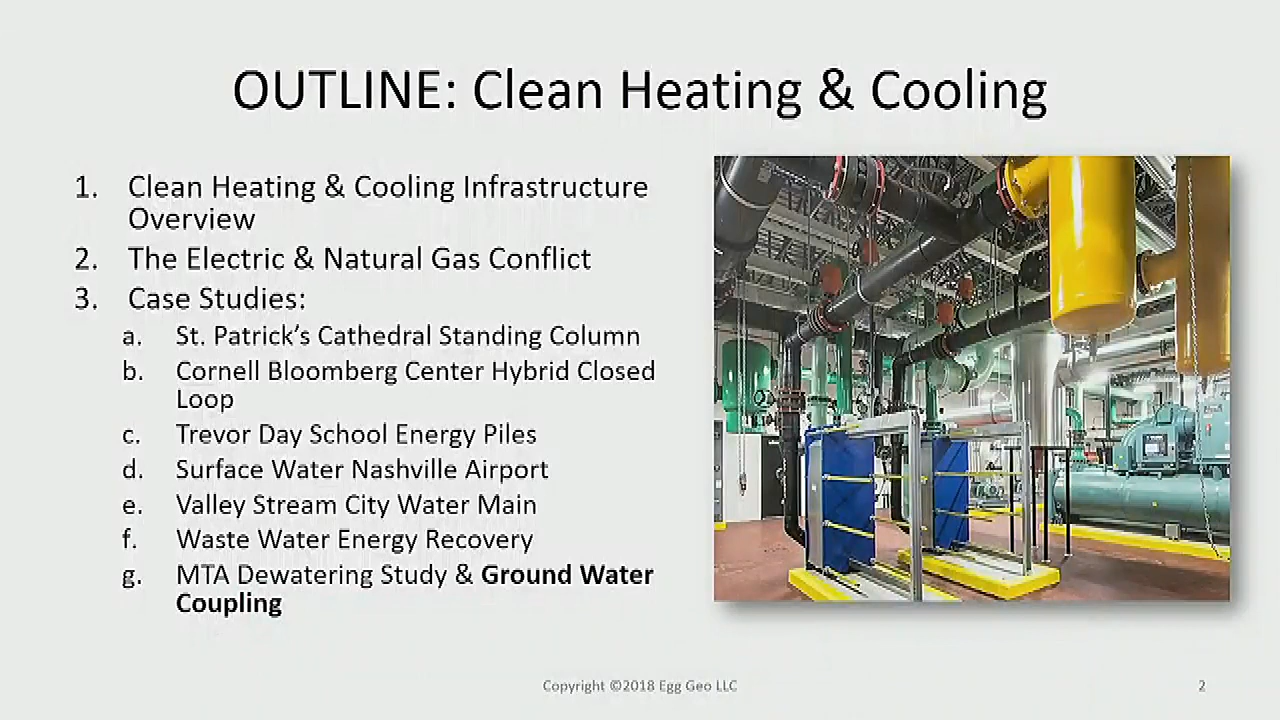 OUTLINE: Clean Heating & Cooling
1. Clean Heating & Cooling Infrastructure
Overview
2. The Electric & Natural Gas Conflict
3. Case Studies:
a. St. Patrick’s Cathedral Standing Column
b. Cornell Bloomberg Center Hybrid Closed
Loop
c. Trevor Day School Energy Piles
d. Surface Water Nashville Airport
e. Valley Stream City Water Main
f. Waste Water Energy Recovery
g. MTA Dewatering Study & Ground Water
Coupling
Copyright ©2018 Egg Geo LLC
2